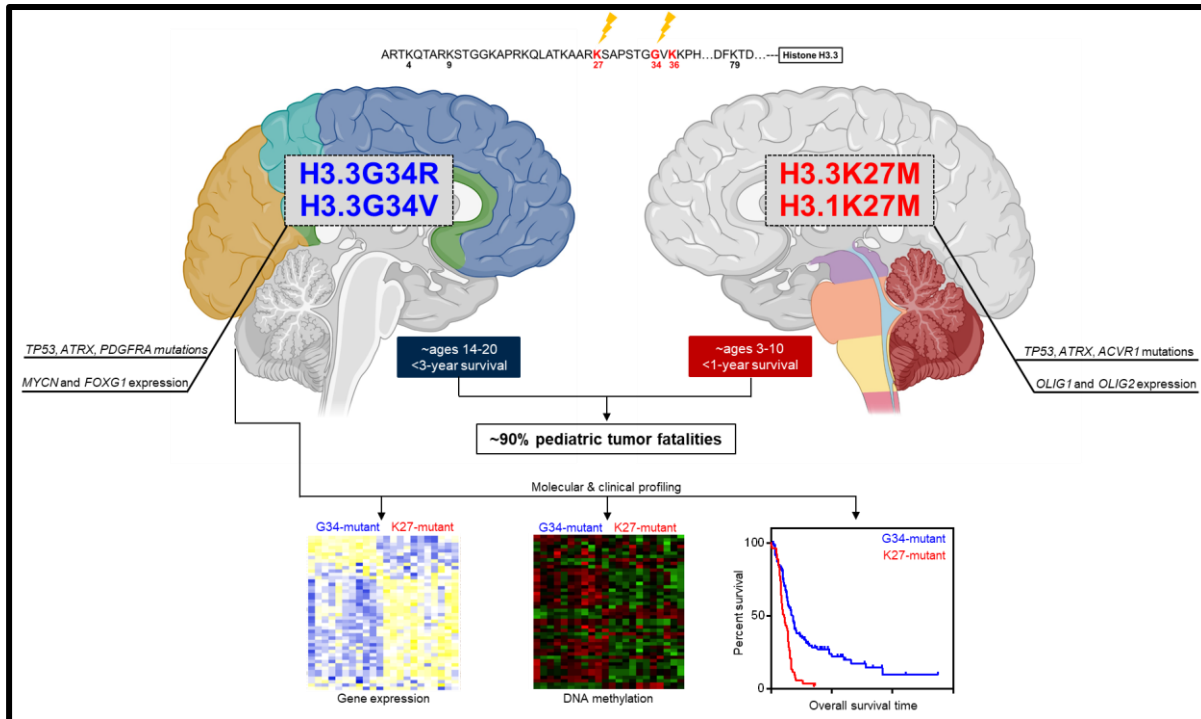 ARTKQTARKSTGGKAPRKQLATKAARKSAPSTGGVKKPH...DFKTD...---- Histone H3.3
4 9 27 34 36 79
H3.3G34R
H3.3G34V
H3.3K27M
H3.1K27M
TP53, ATRX, PDGFRA mutations
MYCN and FOXG1 expression
~ages 14-20
<3-year survival
~ages 3-10
<1-year survival
TP53, ATRX, ACVR1 mutations
OLIG1 and OLIG2 expression
~90% pediatric tumor fatalities
Molecular & clinical profiling
G34-mutant K27-mutant
Gene expression
G34-mutant K27-mutant
DNA methylation
G34-mutant
K27-mutant
100
50
0
Percent survival
Overall survival time